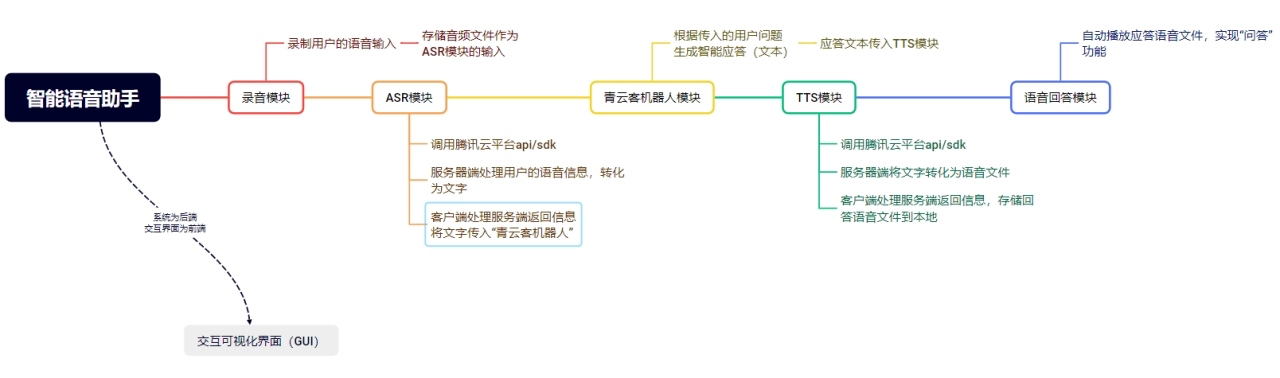 智能语音助手
录音模块
录制用户的语音输入
存储音频文件作为
ASR模块的输入
ASR模块
调用腾讯云平台api/sdk
服务器端处理用户的语音信息，转化
为文字
客户端处理服务端返回信息
将文字传入“青云客机器人”
青云客机器人模块
根据传入的用户问题
生成智能应答（文本）
应答文本传入TTS模块
TTS模块
调用腾讯云平台api/sdk
服务器端将文字转化为语音文件
客户端处理服务端返回信息，存储回
答语音文件到本地
语音回答模块
自动播放应答语音文件，实现“问答”
功能
系统为后端
交互界面为前端
交互可视化界面（GUI）